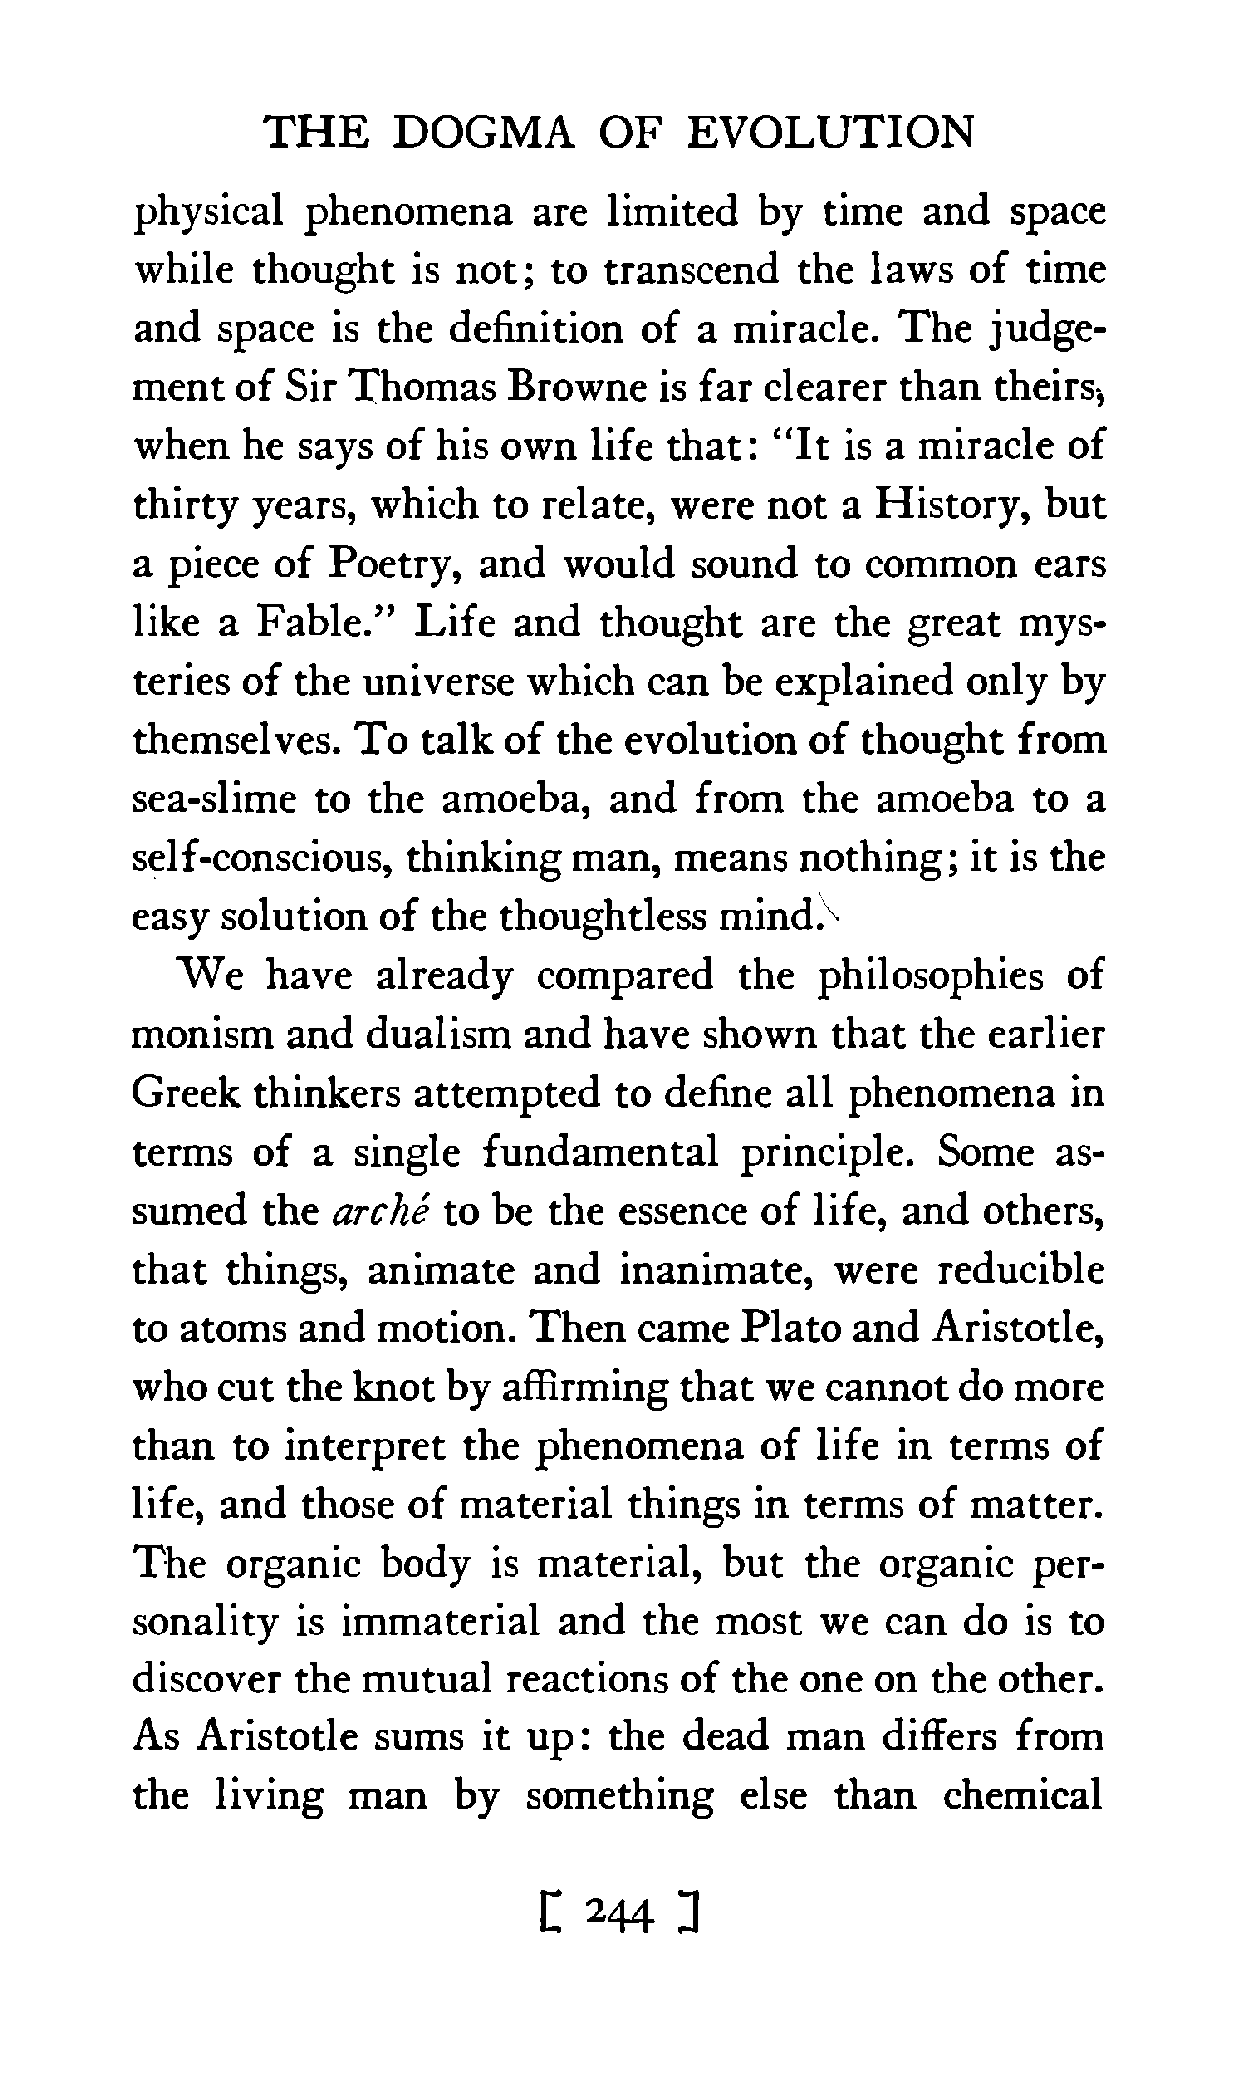 THE DOGMA OF EVOLUTION
physical phenomena are limited by time and space
while thought is not; to transcend the laws of time
and space is the definition of a miracle. The judge-
ment of Sir Thomas Browne is far clearer than theirs,
when he says of his own life that: "It is a miracle of
thirty years, which to relate, were not a History, but
a piece of Poetry, and would sound to common ears
like a Fable." Life and thought are the great mys-
teries of the universe which can be explained only by
themselves. To talk of the evolution of thought from
sea-slime to the amoeba, and from the amoeba to a
self-conscious, thinking man, means nothing; it is the
easy solution of the thoughtless mind.
We have already compared the philosophies of
monism and dualism and have shown that the earlier
Greek thinkers attempted to define all phenomena in
terms of a single fundamental principle. Some as-
sumed the arché to be the essence of life, and others,
that things, animate and inanimate, were reducible
to atoms and motion. Then came Plato and Aristotle,
who cut the knot by affirming that we cannot do more
than to interpret the phenomena of life in terms of
life, and those of material things in terms of matter.
The organic body is material, but the organic per-
sonality is immaterial and the most we can do is to
discover the mutual reactions of the one on the other.
As Aristotle sums it up: the dead man differs from
the living man by something else than chemical
[ 244 ]